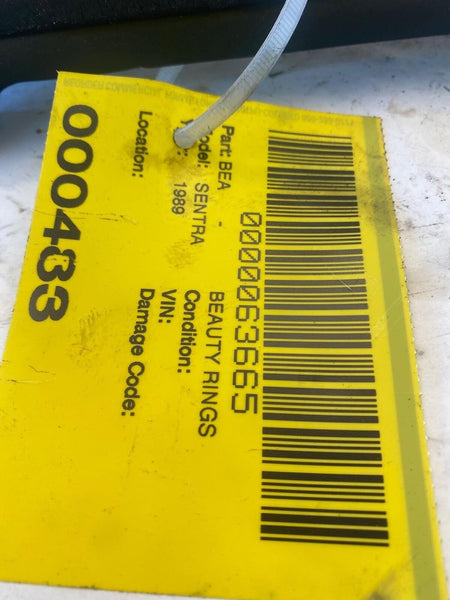 0000063665
Part: BEA - BEAUTY RINGS
Model: SENTRA Condition:
1989 VIN:
Location: Damage Code:
000483